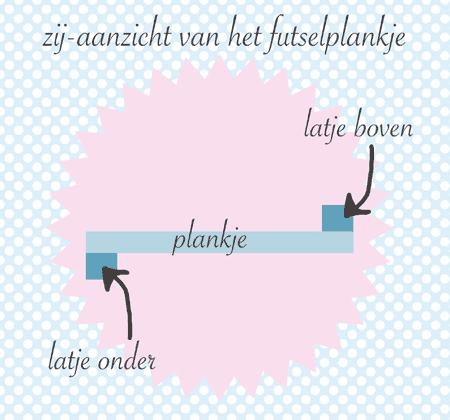 zij-aanzicht van het futselplankje
latje boven
plankje
latje onder